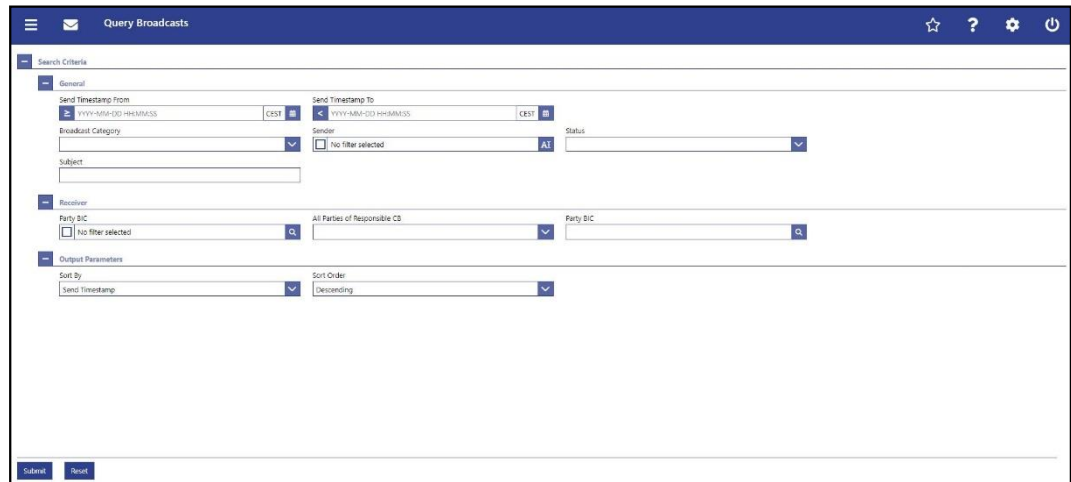 Query Broadcasts
?
Search Criteria
General
Send Timestamp From Send Timestamp To
≥ YYYY-MM-DD HH:MM:SS CEST < YYYY-MM-DD HH:MM:SS CEST
Broadcast Category Sender Status
No filter selected AI
Subject
Receiver
Party BIC All Parties of Responsible CB Party BIC
No filter selected
Output Parameters
Sort By Sort Order
Send Timestamp Descending
Submit Reset